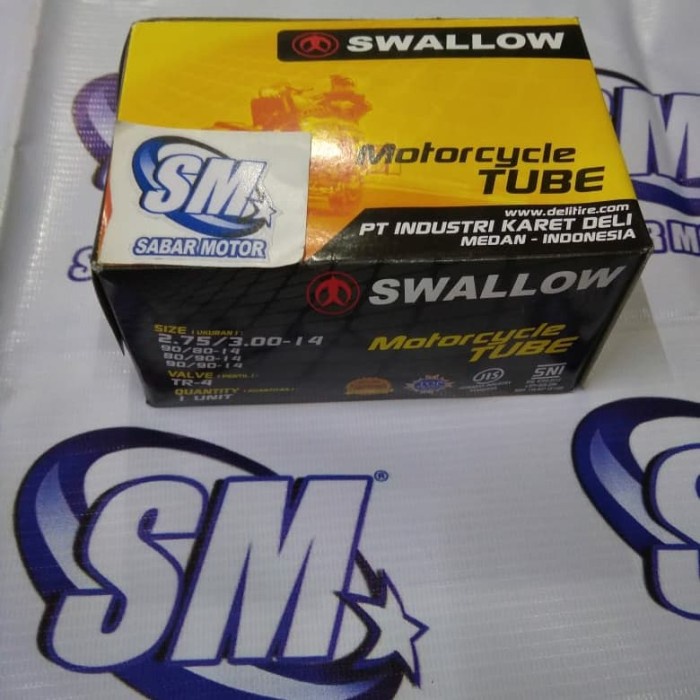 SWALLOW
Motorcycle
TUBE
www.delitire.com
PT INDUSTRI KARET DELI
MEDAN - INDONESIA
SM
SABAR MOTOR
SWALLOW
Motorcycle
TUBE
SIZE ( UKURAN ) :
2.75/3.00-14
90/80-14
80/90-14
90/90-14
VALVE ( PENTIL ) :
TR-4
QUANTITY
1 UNIT
JIS
SNI
SM®